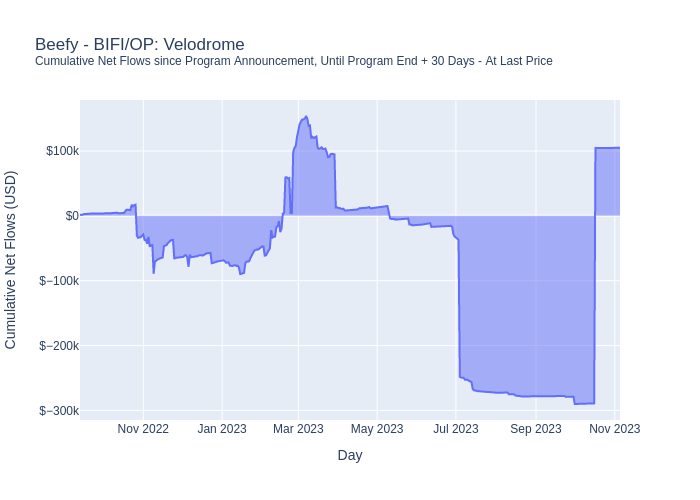 Beefy - BIFI/OP: Velodrome
Cumulative Net Flows since Program Announcement, Until Program End + 30 Days - At Last Price
Cumulative Net Flows (USD)
$100k
$0
$−100k
$−200k
$−300k
Nov 2022 Jan 2023 Mar 2023 May 2023 Jul 2023 Sep 2023 Nov 2023
Day